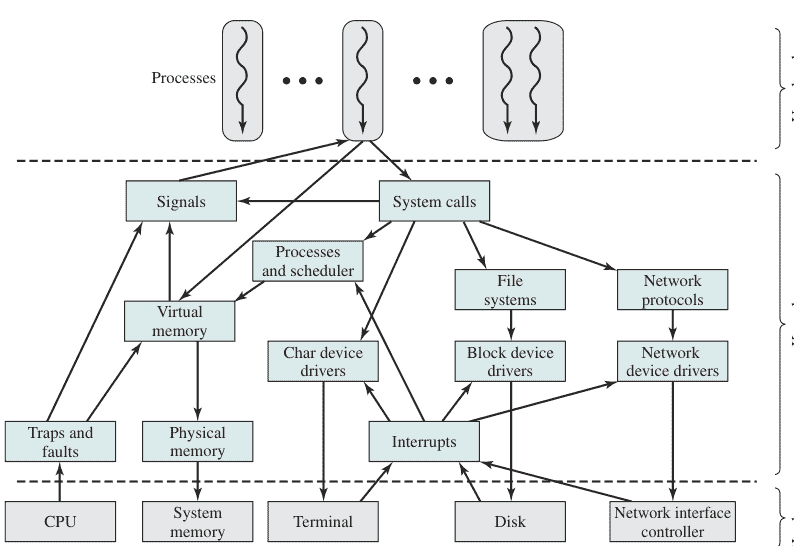 Processes
Signals
System calls
Processes
and scheduler
File
systems
Network
protocols
Virtual
memory
Char device
drivers
Block device
drivers
Network
device drivers
Traps and
faults
Physical
memory
Interrupts
CPU
System
memory
Terminal
Disk
Network interface
controller